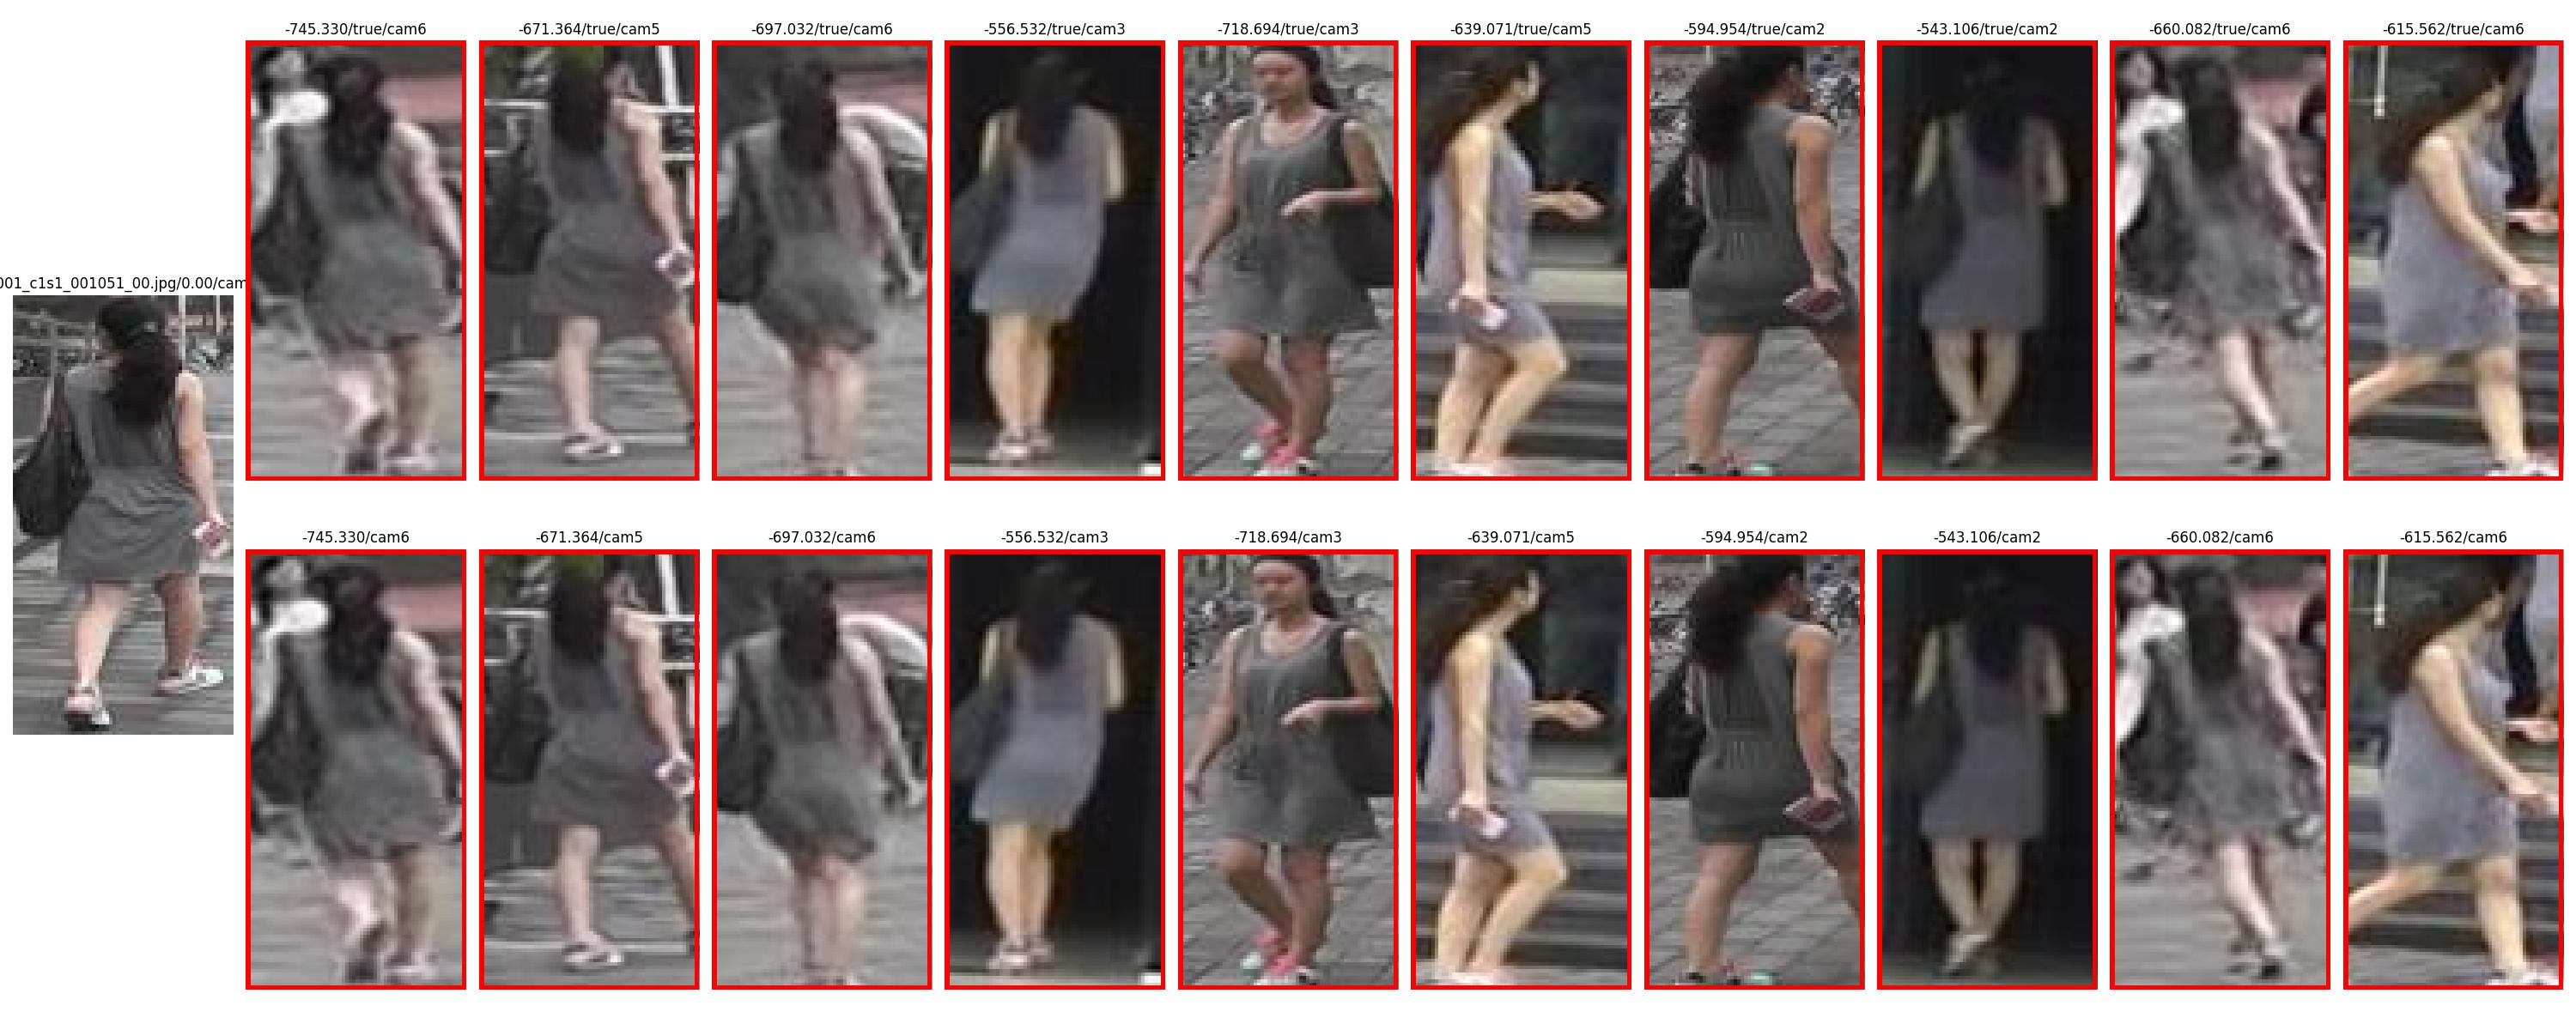 -745.330/true/cam6
-671.364/true/cam5
-697.032/true/cam6
-556.532/true/cam3
-718.694/true/cam3
-639.071/true/cam5
-594.954/true/cam2
-543.106/true/cam2
-660.082/true/cam6
-615.562/true/cam6
001_c1s1_001051_00.jpg/0.00/cam
-745.330/cam6
-671.364/cam5
-697.032/cam6
-556.532/cam3
-718.694/cam3
-639.071/cam5
-594.954/cam2
-543.106/cam2
-660.082/cam6
-615.562/cam6